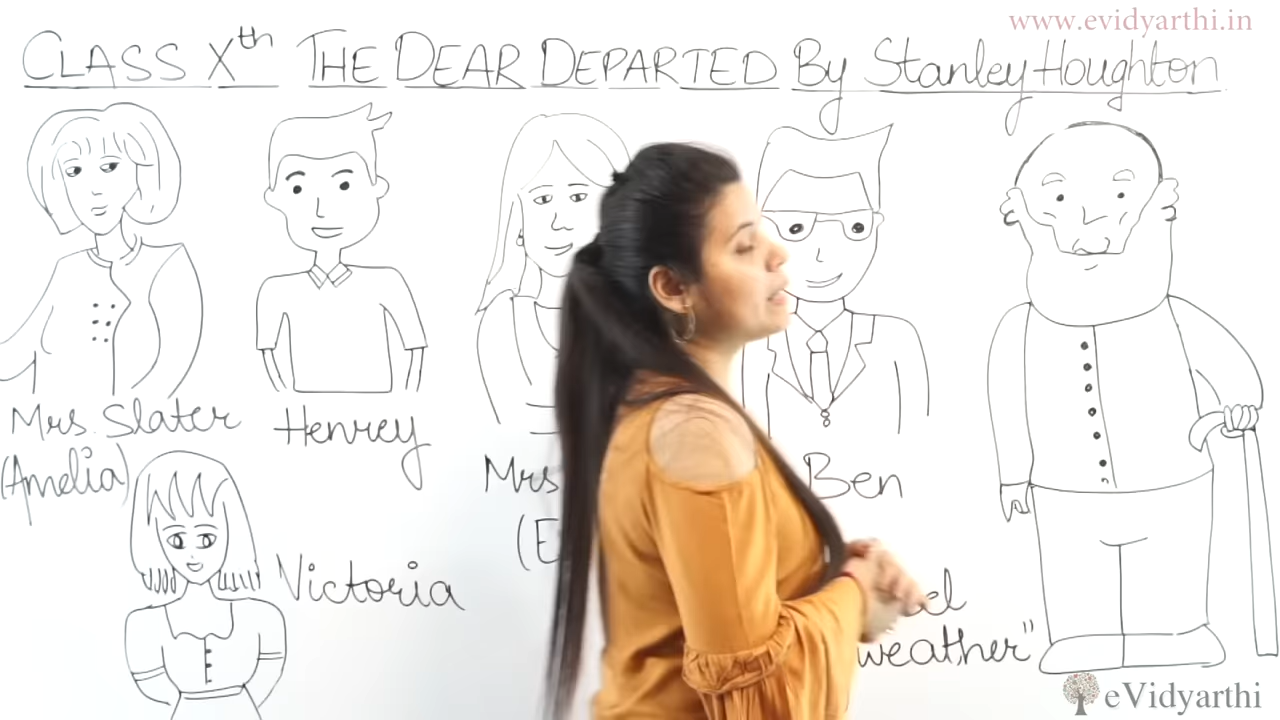 www.evidyarthi.in
CLASS Xth THE DEAR DEPARTED By Stanley Houghton
Mrs. Slater
(Amelia)
Henrey
Mrs
(E
Ben
Victoria
weather"
eVidyarthi